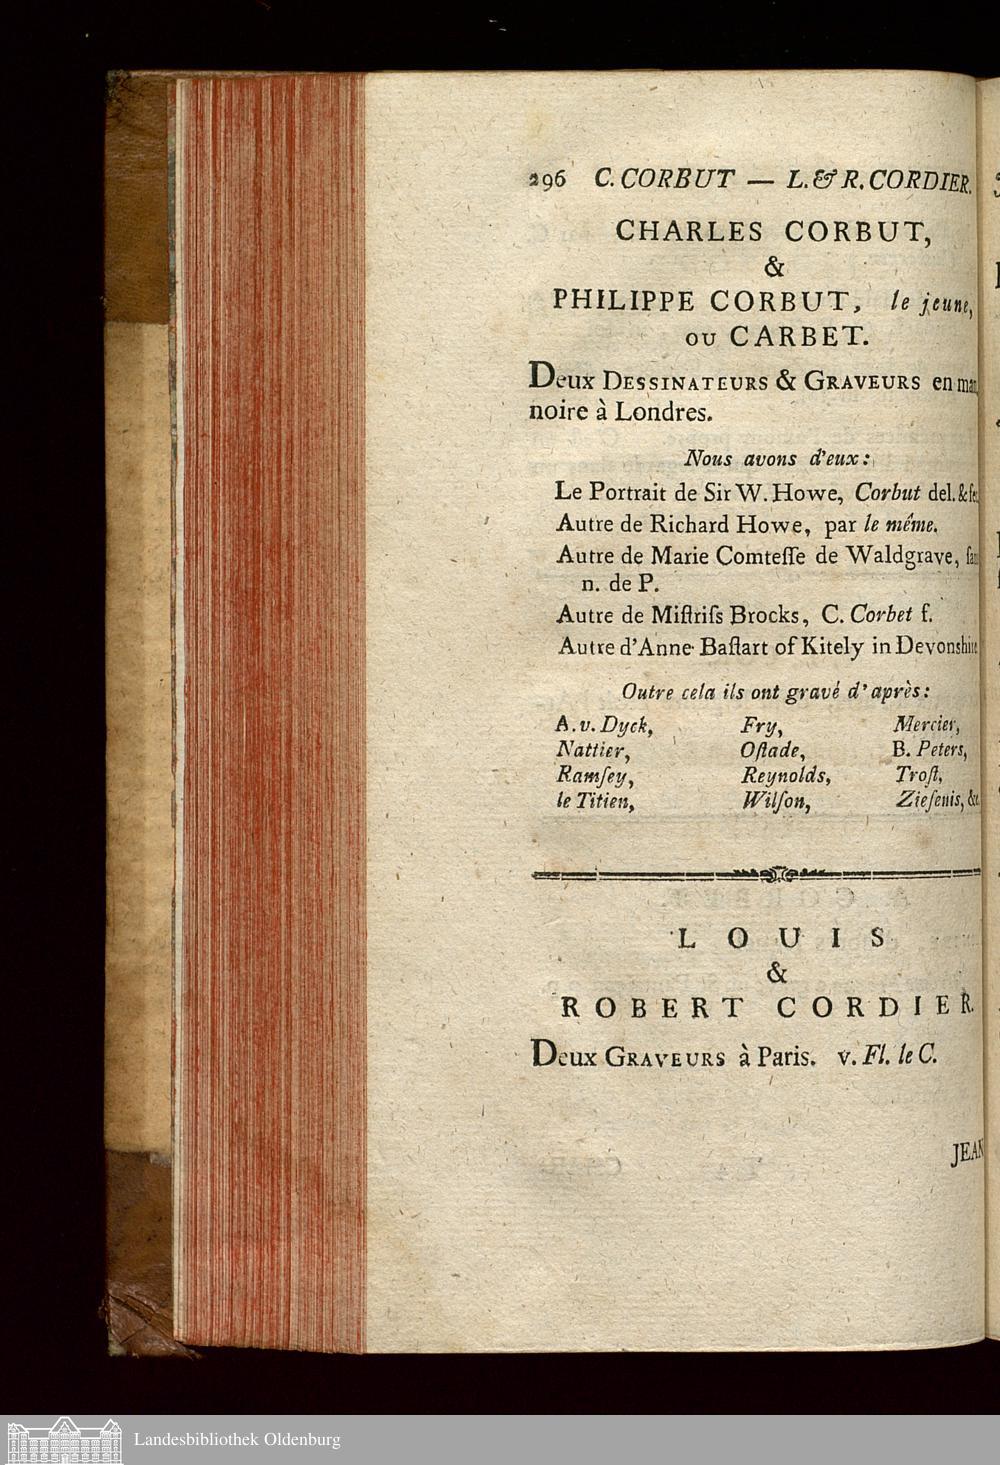 296 C. CORBUT — L. & R. CORDIER.
CHARLES CORBUT,
&
PHILIPPE CORBUT, le jeune,
OU CARBET.
Deux DESSINATEURS & GRAVEURS en man.
noire à Londres.
Nous avons d'eux:
Le Portrait de Sir W. Howe, Corbut del. & fec.
Autre de Richard Howe, par le même.
Autre de Marie Comteſſe de Waldgrave, ſans
n. de P.
Autre de Miſtriſs Brocks, C. Corbet f.
Autre d'Anne Baſtart of Kitely in Devonshire
Outre cela ils ont gravé d'après:
A. v. Dyck, Fry, Mercier,
Nattier, Oſtade, B. Peters,
Ramſey, Reynolds, Troſt,
le Titien, Wilſon, Zieſenis, &c.
LOUIS
&
ROBERT CORDIER.
Deux GRAVEURS à Paris. v. Fl. le C.
JEAN
Landesbibliothek Oldenburg